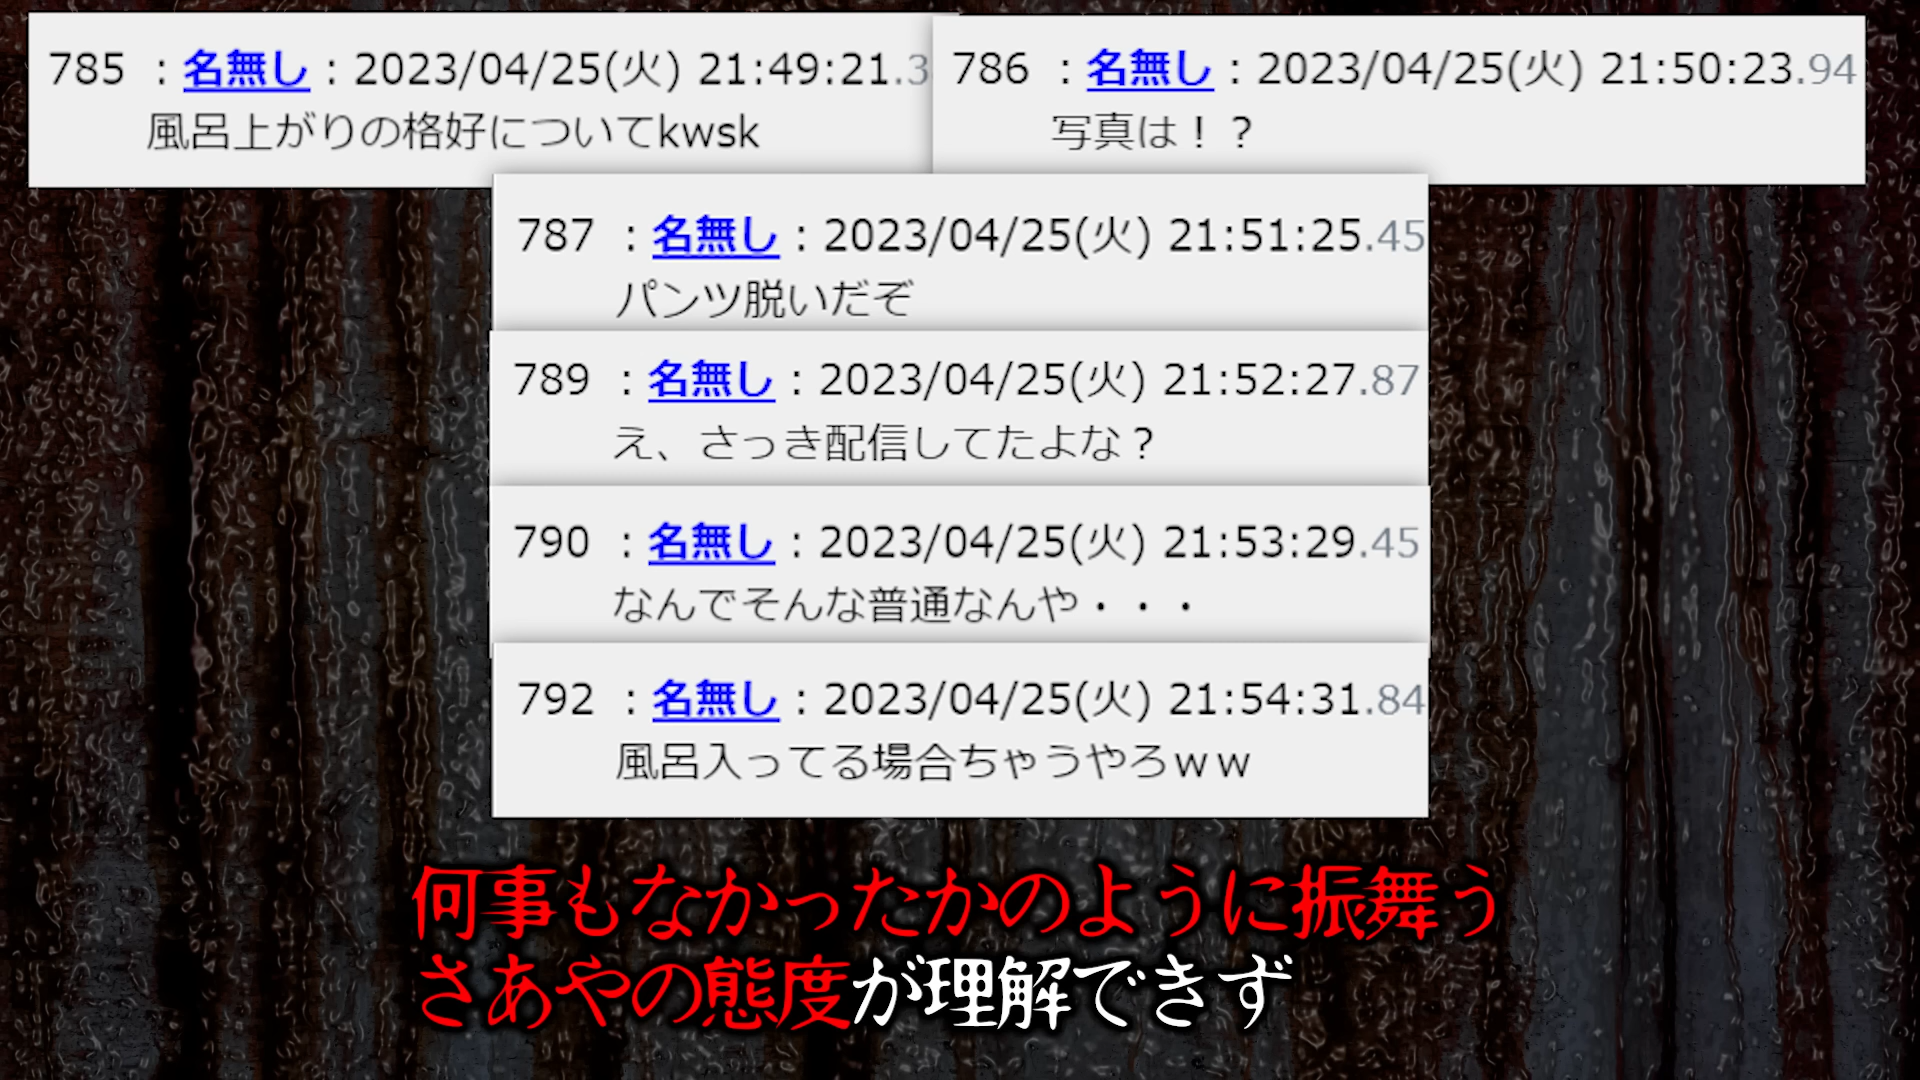 785 ：名無し：2023/04/25(火) 21:49:21.3
風呂上がりの格好についてkwsk
786 ：名無し：2023/04/25(火) 21:50:23.94
写真は！？
787 ：名無し：2023/04/25(火) 21:51:25.45
パンツ脱いだぞ
789 ：名無し：2023/04/25(火) 21:52:27.87
え、さっき配信してたよな？
790 ：名無し：2023/04/25(火) 21:53:29.45
なんでそんな普通なんや・・・
792 ：名無し：2023/04/25(火) 21:54:31.84
風呂入ってる場合ちゃうやろｗｗ
何事もなかったかのように振舞う
さあやの態度が理解できず